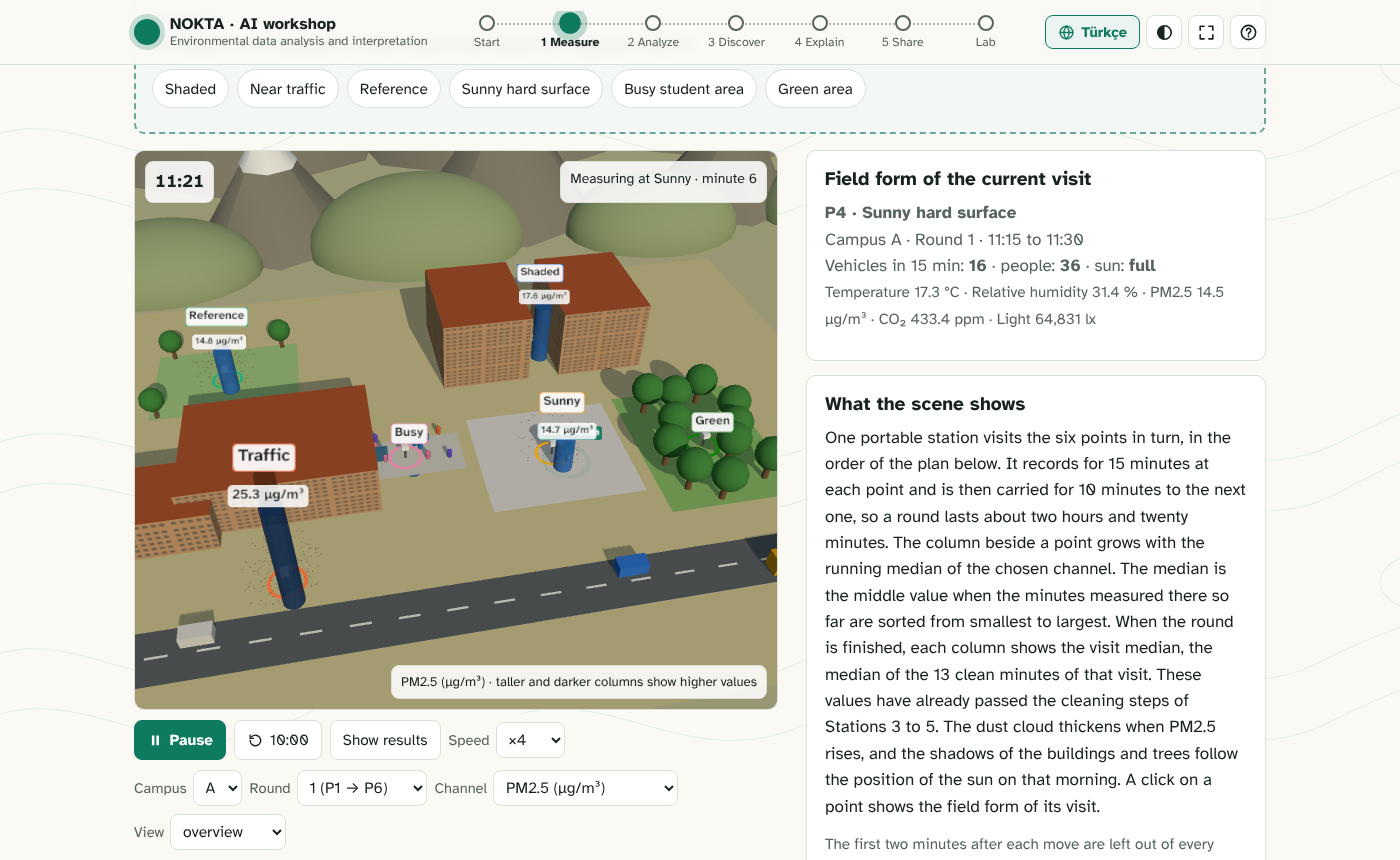 NOKTA · AI workshop
Environmental data analysis and interpretation
Start
1 Measure
2 Analyze
3 Discover
4 Explain
5 Share
Lab
Türkçe
Shaded
Near traffic
Reference
Sunny hard surface
Busy student area
Green area
11:21
Measuring at Sunny · minute 6
Shaded
17.6 µg/m³
Reference
14.8 µg/m³
Sunny
14.7 µg/m³
Green
Busy
Traffic
25.3 µg/m³
PM2.5 (µg/m³) · taller and darker columns show higher values
Pause
10:00
Show results
Speed
×4
Campus
A
Round
1 (P1 → P6)
Channel
PM2.5 (µg/m³)
View
overview
Field form of the current visit
P4 · Sunny hard surface
Campus A · Round 1 · 11:15 to 11:30
Vehicles in 15 min: 16 · people: 36 · sun: full
Temperature 17.3 °C · Relative humidity 31.4 % · PM2.5 14.5
µg/m³ · CO₂ 433.4 ppm · Light 64,831 lx
What the scene shows
One portable station visits the six points in turn, in the
order of the plan below. It records for 15 minutes at
each point and is then carried for 10 minutes to the next
one, so a round lasts about two hours and twenty
minutes. The column beside a point grows with the
running median of the chosen channel. The median is
the middle value when the minutes measured there so
far are sorted from smallest to largest. When the round
is finished, each column shows the visit median, the
median of the 13 clean minutes of that visit. These
values have already passed the cleaning steps of
Stations 3 to 5. The dust cloud thickens when PM2.5
rises, and the shadows of the buildings and trees follow
the position of the sun on that morning. A click on a
point shows the field form of its visit.
The first two minutes after each move are left out of every